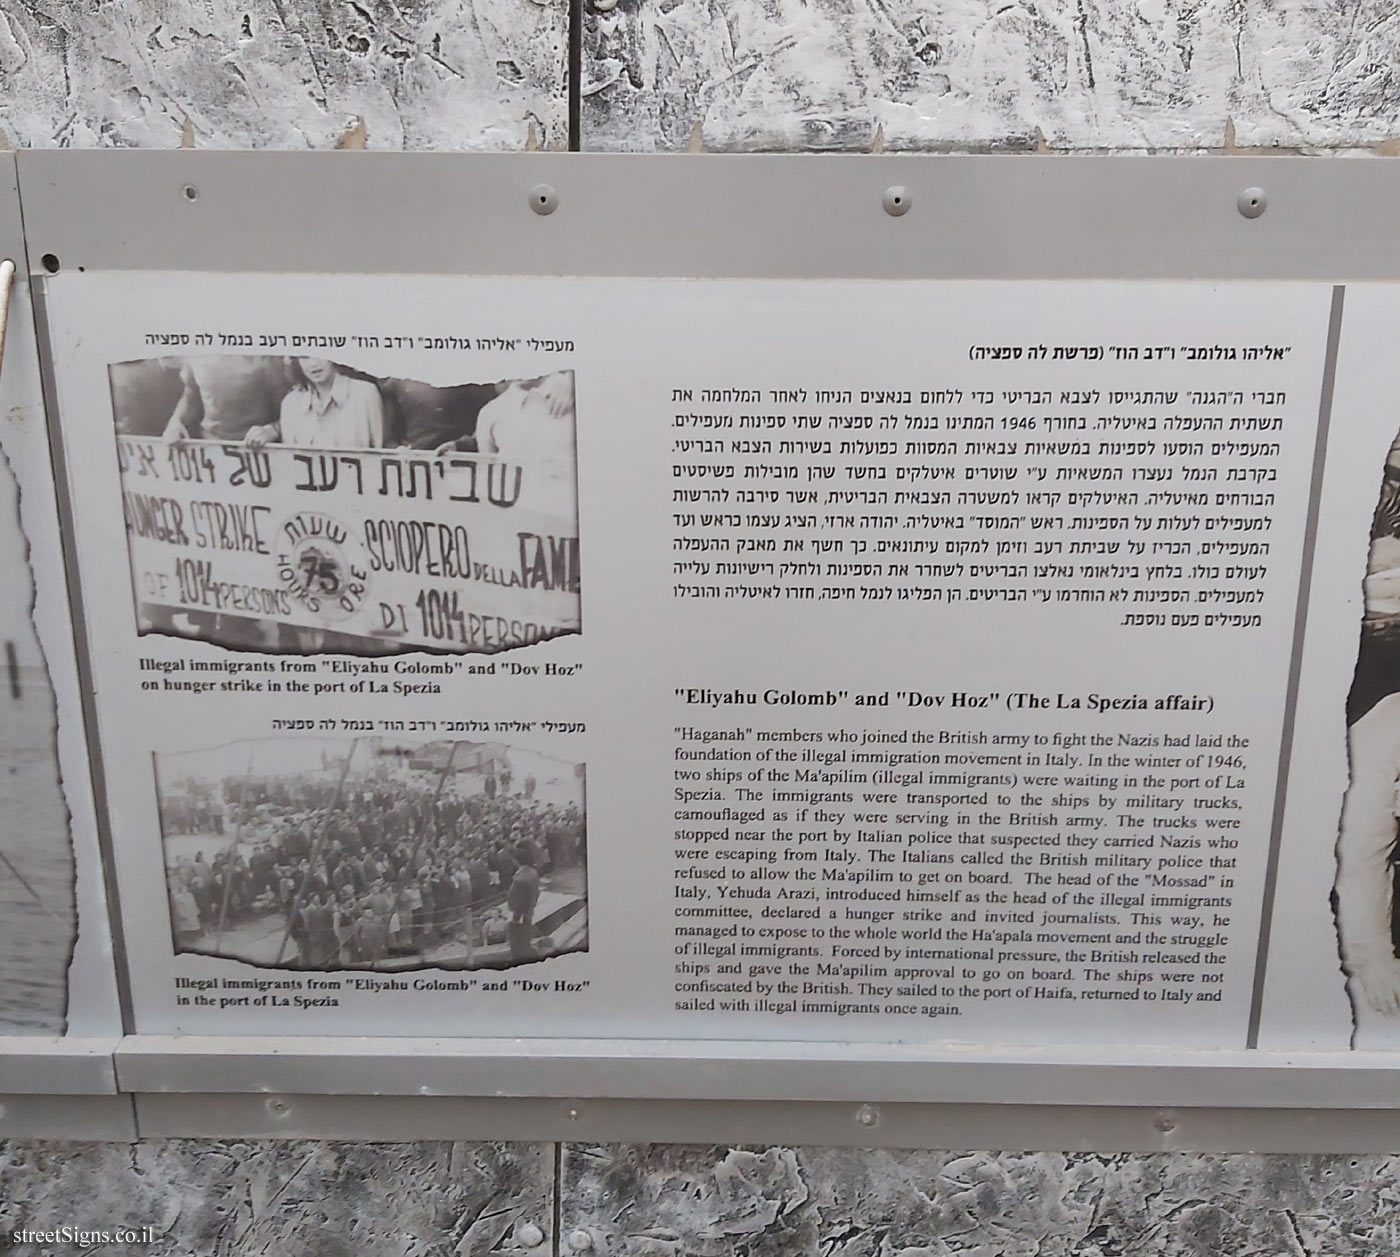 מעפילי "אליהו גולומב" ו"דב הוז" שובתים רעב בנמל לה ספציה
שביתת רעב של 1014
HUNGER STRIKE
OF 1014 PERSONS
שעות
75
HOURS
ORE
SCIOPERO DELLA FAME
DI 1014 PERSON
Illegal immigrants from "Eliyahu Golomb" and "Dov Hoz"
on hunger strike in the port of La Spezia
מעפילי "אליהו גולומב" ו"דב הוז" בנמל לה ספציה
Illegal immigrants from "Eliyahu Golomb" and "Dov Hoz"
in the port of La Spezia
"אליהו גולומב" ו"דב הוז" (פרשת לה ספציה)
חברי ה"הגנה" שהתגייסו לצבא הבריטי כדי ללחום בנאצים הניחו לאחר המלחמה את
תשתית ההעפלה באיטליה. בחורף 1946 המתינו בנמל לה ספציה שתי ספינות מעפילים.
המעפילים הוסעו לספינות במשאיות צבאיות המסוות כפועלות בשירות הצבא הבריטי.
בקרבת הנמל נעצרו המשאיות ע"י שוטרים איטלקים בחשד שהן מובילות פשיסטים
הבורחים מאיטליה. האיטלקים קראו למשטרה הצבאית הבריטית, אשר סירבה להרשות
למעפילים לעלות על הספינות. ראש "המוסד" באיטליה. יהודה ארזי, הציג עצמו כראש ועד
המעפילים, הכריז על שביתת רעב וזימן למקום עיתונאים. כך חשף את מאבק ההעפלה
לעולם כולו. בלחץ בינלאומי נאלצו הבריטים לשחרר את הספינות ולחלק רישיונות עלייה
למעפילים. הספינות לא הוחרמו ע"י הבריטים. הן הפליגו לנמל חיפה, חזרו לאיטליה והובילו
מעפילים פעם נוספת.
"Eliyahu Golomb" and "Dov Hoz" (The La Spezia affair)
"Haganah" members who joined the British army to fight the Nazis had laid the
foundation of the illegal immigration movement in Italy. In the winter of 1946,
two ships of the Ma'apilim (illegal immigrants) were waiting in the port of La
Spezia. The immigrants were transported to the ships by military trucks,
camouflaged as if they were serving in the British army. The trucks were
stopped near the port by Italian police that suspected they carried Nazis who
were escaping from Italy. The Italians called the British military police that
refused to allow the Ma'apilim to get on board. The head of the "Mossad" in
Italy, Yehuda Arazi, introduced himself as the head of the illegal immigrants
committee, declared a hunger strike and invited journalists. This way, he
managed to expose to the whole world the Ha'apala movement and the struggle
of illegal immigrants. Forced by international pressure, the British released the
ships and gave the Ma'apilim approval to go on board. The ships were not
confiscated by the British. They sailed to the port of Haifa, returned to Italy and
sailed with illegal immigrants once again.
streetSigns.co.il